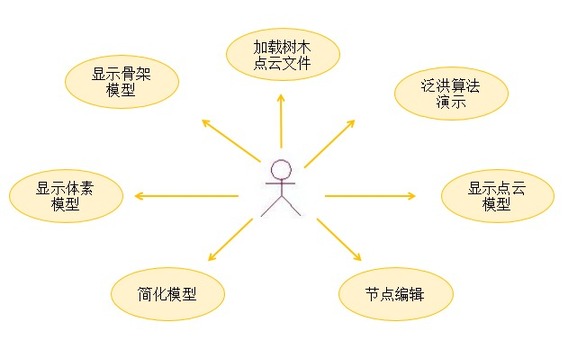 加载树木
点云文件
显示骨架
模型
泛洪算法
演示
显示体素
模型
显示点云
模型
简化模型
节点编辑